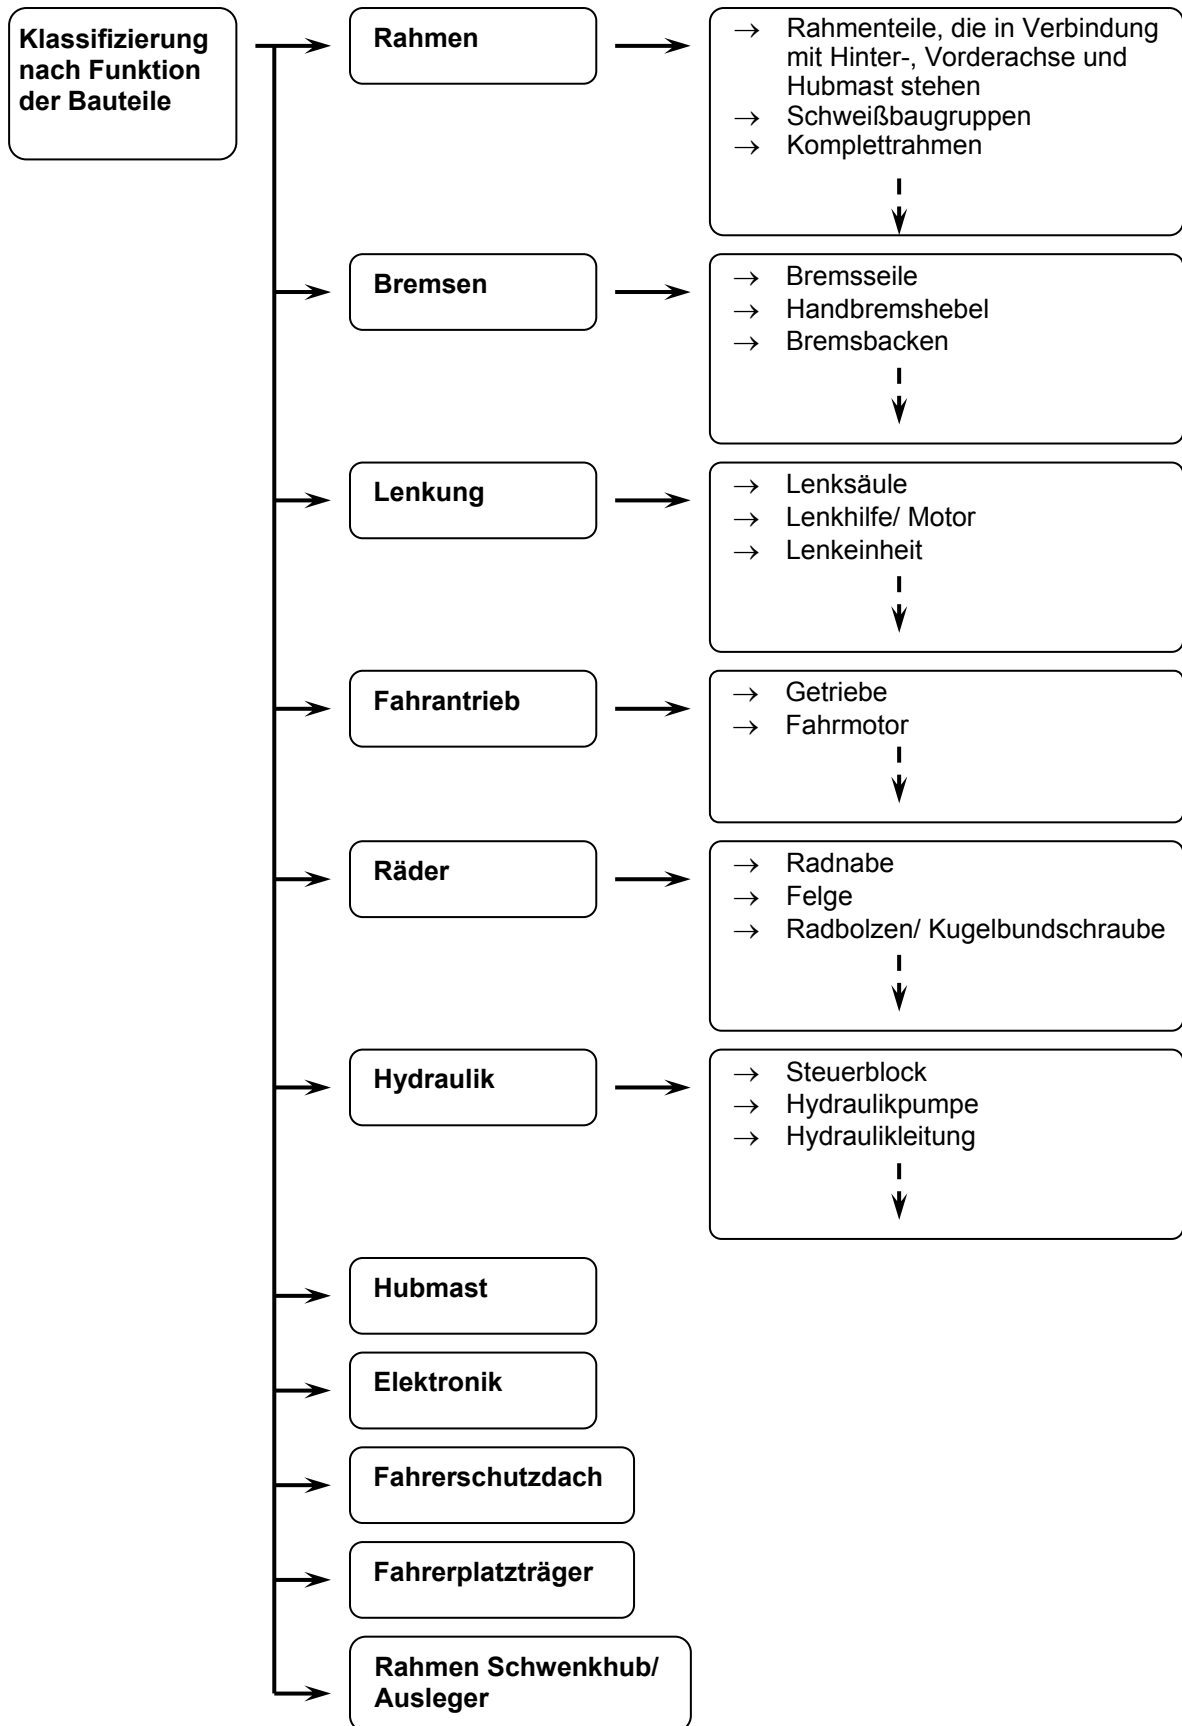 Klassifizierung
nach Funktion
der Bauteile
Rahmen
→ Rahmenteile, die in Verbindung
mit Hinter-, Vorderachse und
Hubmast stehen
→ Schweißbaugruppen
→ Komplettrahmen
Bremsen
→ Bremsseile
→ Handbremshebel
→ Bremsbacken
Lenkung
→ Lenksäule
→ Lenkhilfe/ Motor
→ Lenkeinheit
Fahrantrieb
→ Getriebe
→ Fahrmotor
Räder
→ Radnabe
→ Felge
→ Radbolzen/ Kugelbundschraube
Hydraulik
→ Steuerblock
→ Hydraulikpumpe
→ Hydraulikleitung
Hubmast
Elektronik
Fahrerschutzdach
Fahrerplatzträger
Rahmen Schwenkhub/
Ausleger